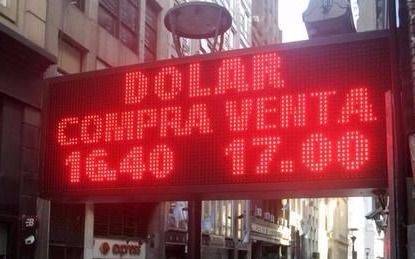 DOLAR
COMPRA VENTA
16.40 17.00